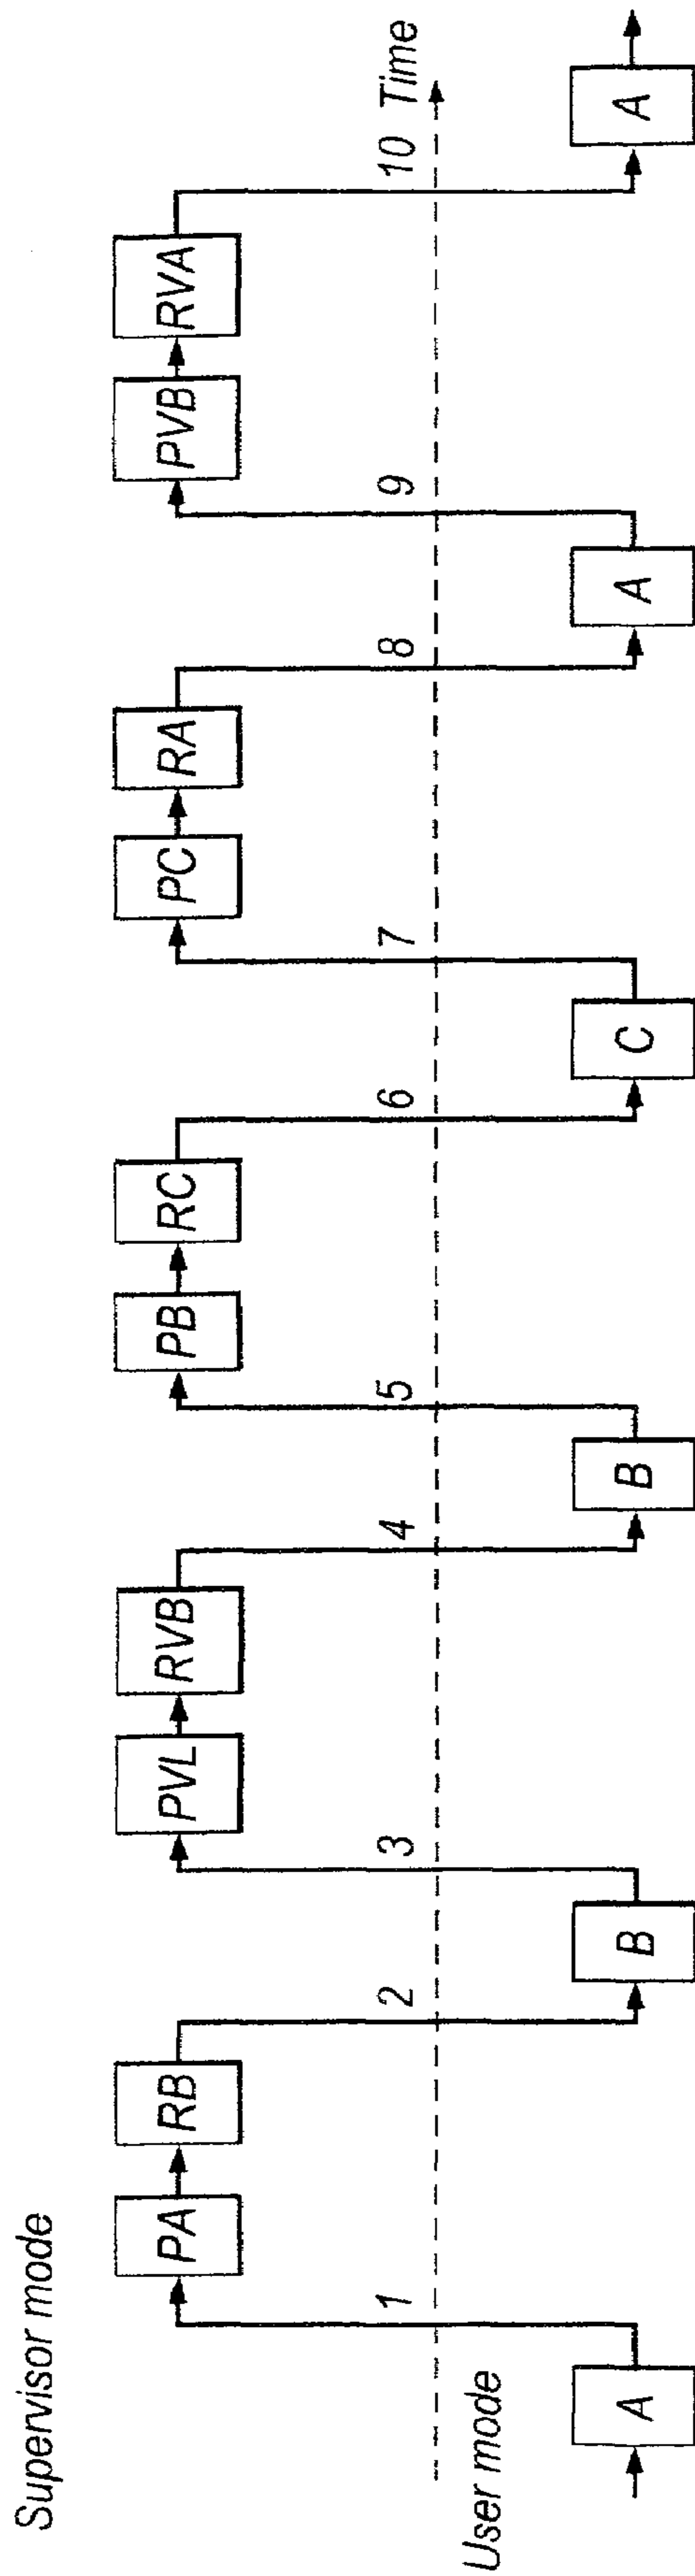 Supervisor mode
PA
RB
PVL
RVB
PB
RC
PC
RA
PVB
RVA
1
2
3
4
5
6
7
8
9
10
Time
User mode
A
B
B
C
A
A